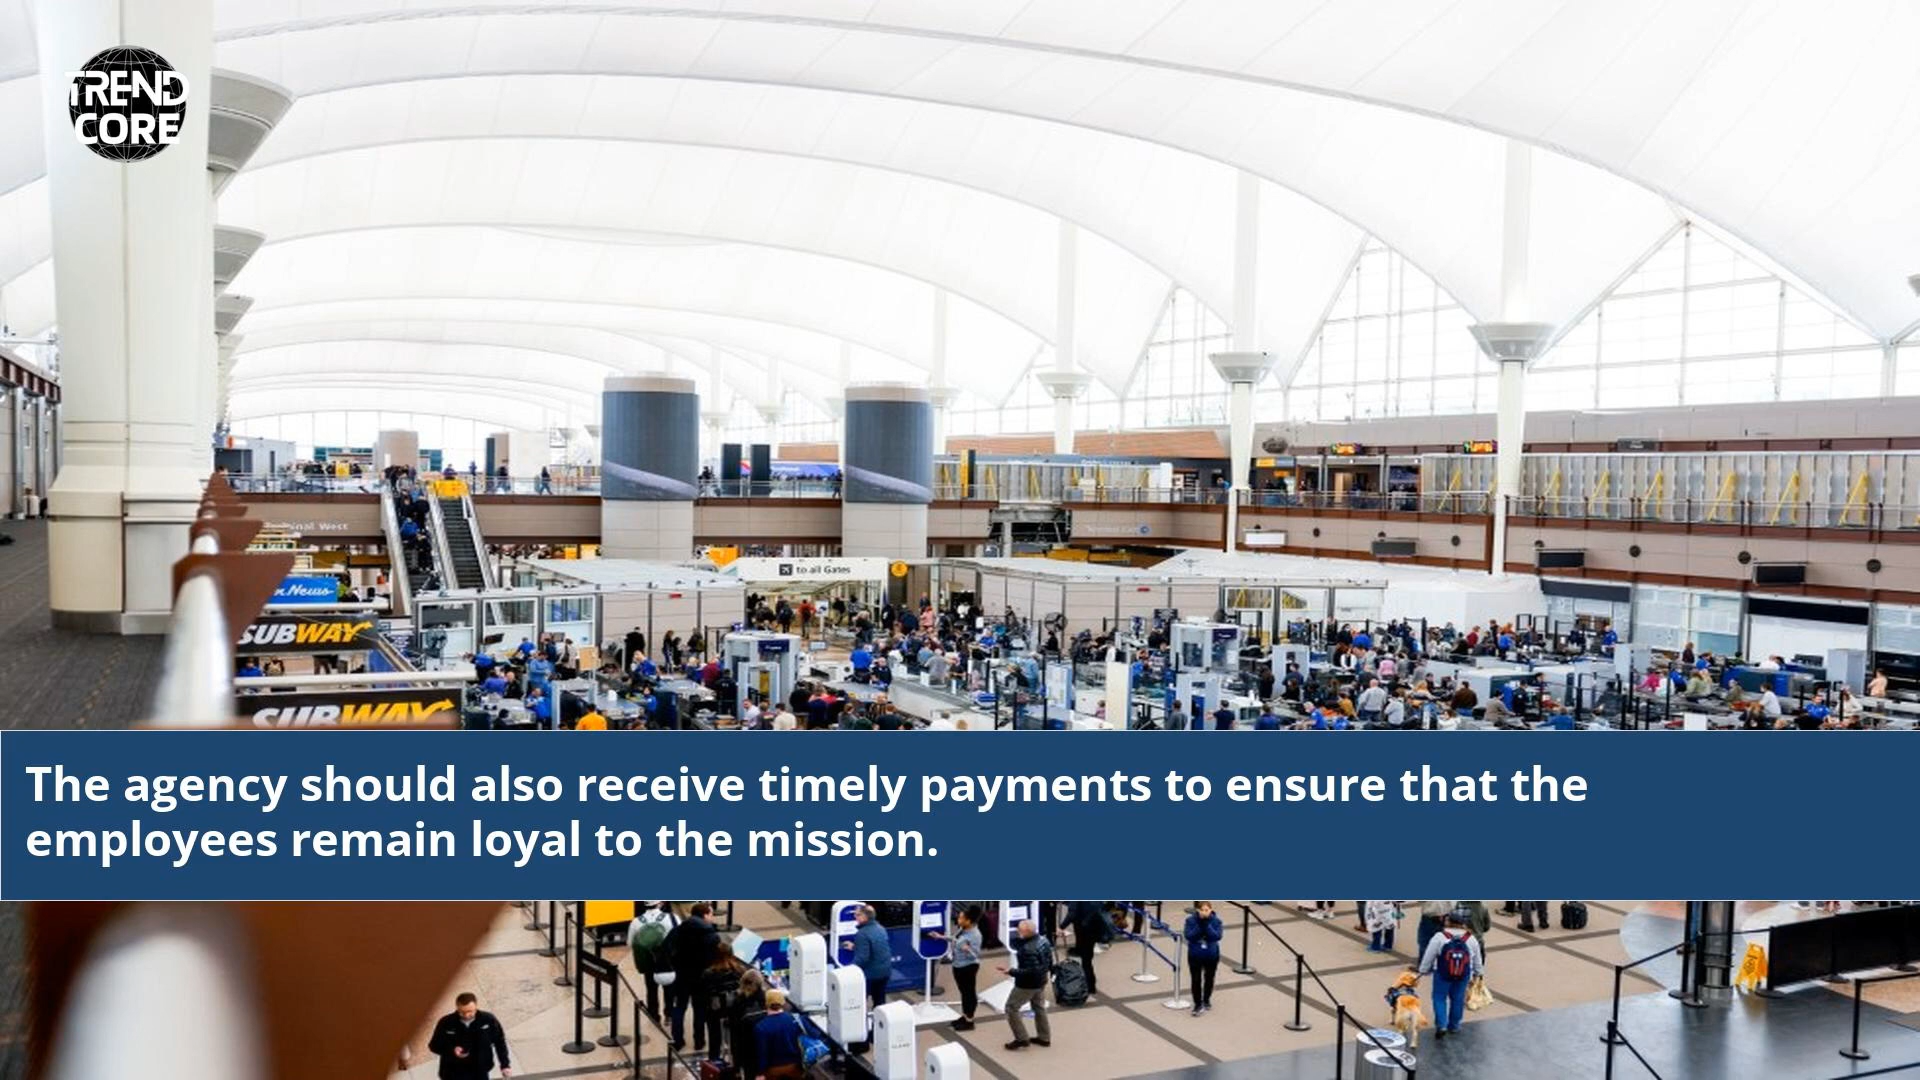 TREND
CORE
to all Gates
SUBWAY
SUBWAY
The agency should also receive timely payments to ensure that the
employees remain loyal to the mission.